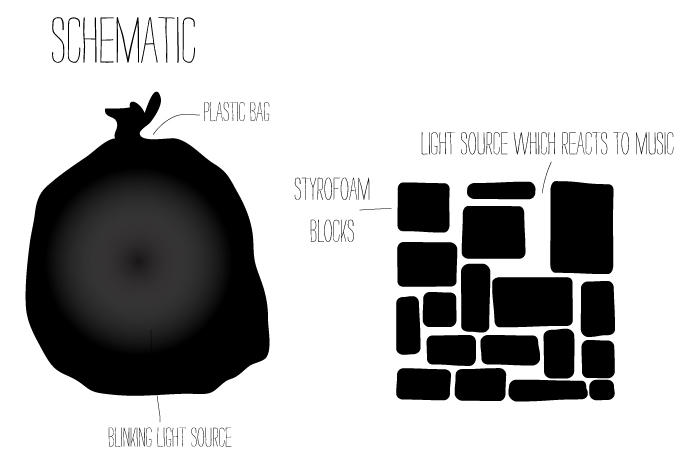 SCHEMATIC
PLASTIC BAG
LIGHT SOURCE WHICH REACTS TO MUSIC
STYROFOAM
BLOCKS
BLINKING LIGHT SOURCE